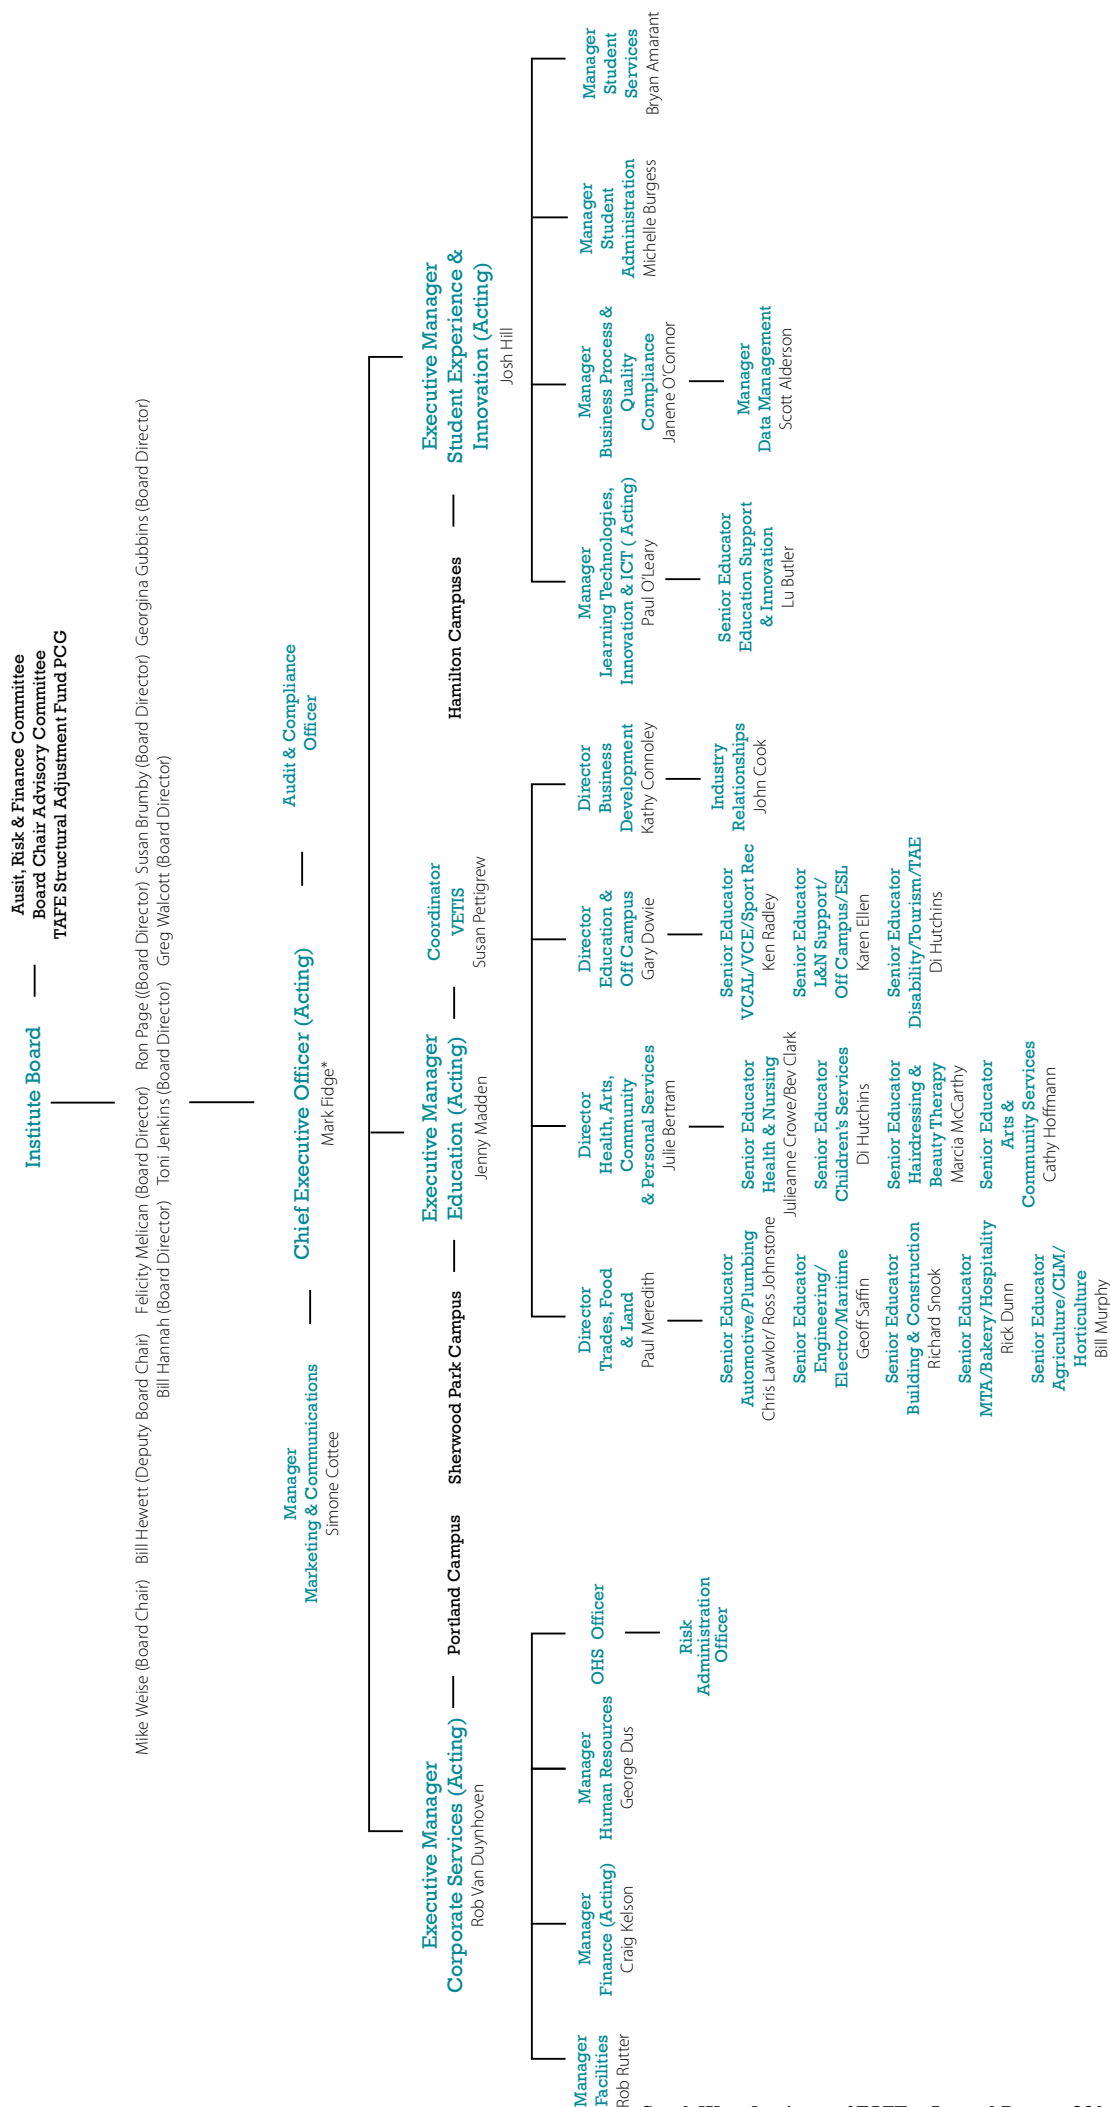 Institute Board
Ausit, Risk & Finance Committee
Board Chair Advisory Committee
TAFE Structural Adjustment Fund PCG
Mike Weise (Board Chair) Bill Hewett (Deputy Board Chair) Felicity Melican (Board Director) Ron Page ((Board Director) Susan Brumby (Board Director) Georgina Gubbins (Board Director)
Bill Hannah (Board Director) Toni Jenkins (Board Director) Greg Walcott (Board Director)
Manager
Marketing & Communications
Simone Cottee
Chief Executive Officer (Acting)
Mark Fidge*
Audit & Compliance
Officer
Executive Manager
Corporate Services (Acting)
Rob Van Duynhoven
Portland Campus
Sherwood Park Campus
Executive Manager
Education (Acting)
Jenny Madden
Coordinator
VETIS
Susan Pettigrew
Hamilton Campuses
Executive Manager
Student Experience &
Innovation (Acting)
Josh Hill
Manager
Facilities
Rob Rutter
Manager
Finance (Acting)
Craig Kelson
Manager
Human Resources
George Dus
OHS Officer
Risk
Administration
Officer
Director
Trades, Food
& Land
Paul Meredith
Senior Educator
Automotive/Plumbing
Chris Lawlor/ Ross Johnstone
Senior Educator
Engineering/
Electro/Maritime
Geoff Saffin
Senior Educator
Building & Construction
Richard Snook
Senior Educator
MTA/Bakery/Hospitality
Rick Dunn
Senior Educator
Agriculture/CLM/
Horticulture
Bill Murphy
Director
Health, Arts,
Community
& Personal Services
Julie Bertram
Senior Educator
Health & Nursing
Julieanne Crowe/Bev Clark
Senior Educator
Children's Services
Di Hutchins
Senior Educator
Hairdressing &
Beauty Therapy
Marcia McCarthy
Senior Educator
Arts &
Community Services
Cathy Hoffmann
Director
Education &
Off Campus
Gary Dowie
Senior Educator
VCAL/VCE/Sport Rec
Ken Radley
Senior Educator
L&N Support/
Off Campus/ESL
Karen Ellen
Senior Educator
Disability/Tourism/TAE
Di Hutchins
Director
Business
Development
Kathy Connoley
Industry
Relationships
John Cook
Manager
Learning Technologies,
Innovation & ICT ( Acting)
Paul O'Leary
Senior Educator
Education Support
& Innovation
Lu Butler
Manager
Business Process &
Quality
Compliance
Janene O'Connor
Manager
Data Management
Scott Alderson
Manager
Student
Administration
Michelle Burgess
Manager
Student
Services
Bryan Amarant